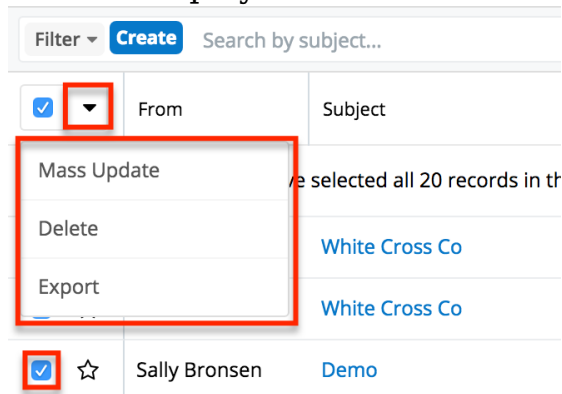 Filter Create Search by subject...
From Subject
Mass Update
selected all 20 records in
Delete
White Cross Co
Export
White Cross Co
Sally Bronsen Demo